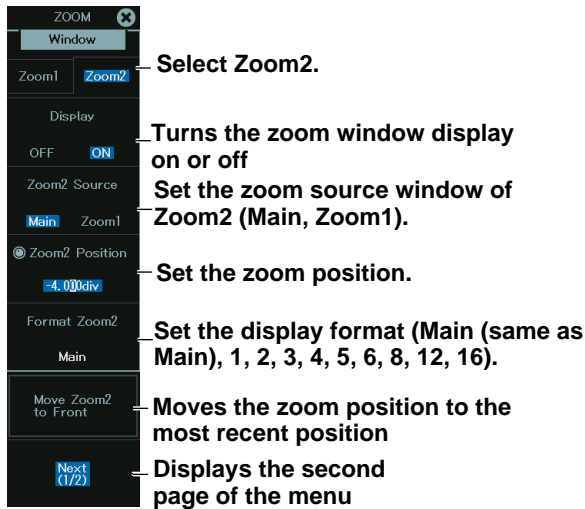 ZOOM
Window
Zoom1 Zoom2
Select Zoom2.
Display
OFF ON
Turns the zoom window display
on or off
Zoom2 Source
Main Zoom1
Set the zoom source window of
Zoom2 (Main, Zoom1).
Zoom2 Position
-4.000div
Set the zoom position.
Format Zoom2
Main
Set the display format (Main (same as
Main), 1, 2, 3, 4, 5, 6, 8, 12, 16).
Move Zoom2
to Front
Moves the zoom position to the
most recent position
Next
(1/2)
Displays the second
page of the menu